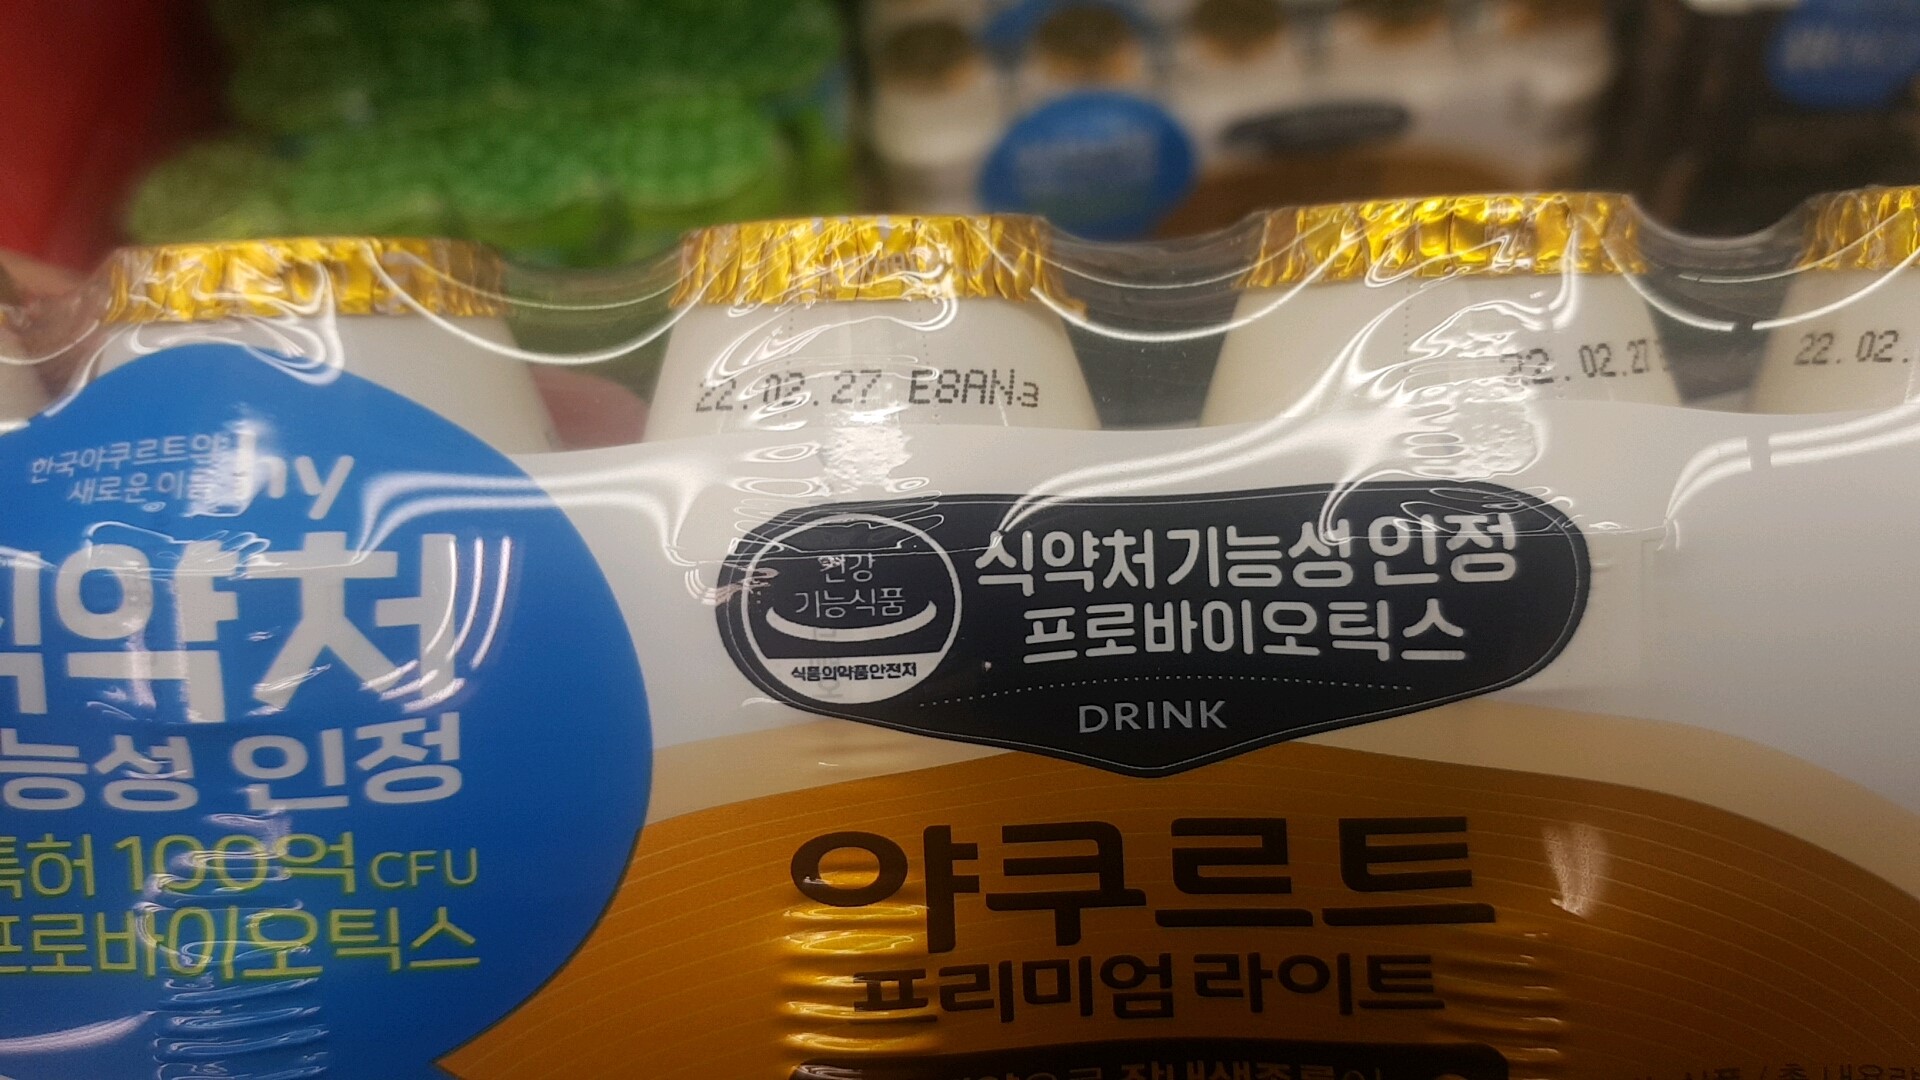 22.02.27 E8AN3
22.02.27
22.02.
한국야쿠르트의
새로운 이름 hy
식약처
기능성 인정
특허 100억 CFU
프로바이오틱스
건강
기능식품
식품의약품안전처
식약처 기능성 인정
프로바이오틱스
DRINK
야쿠르트
프리미엄 라이트